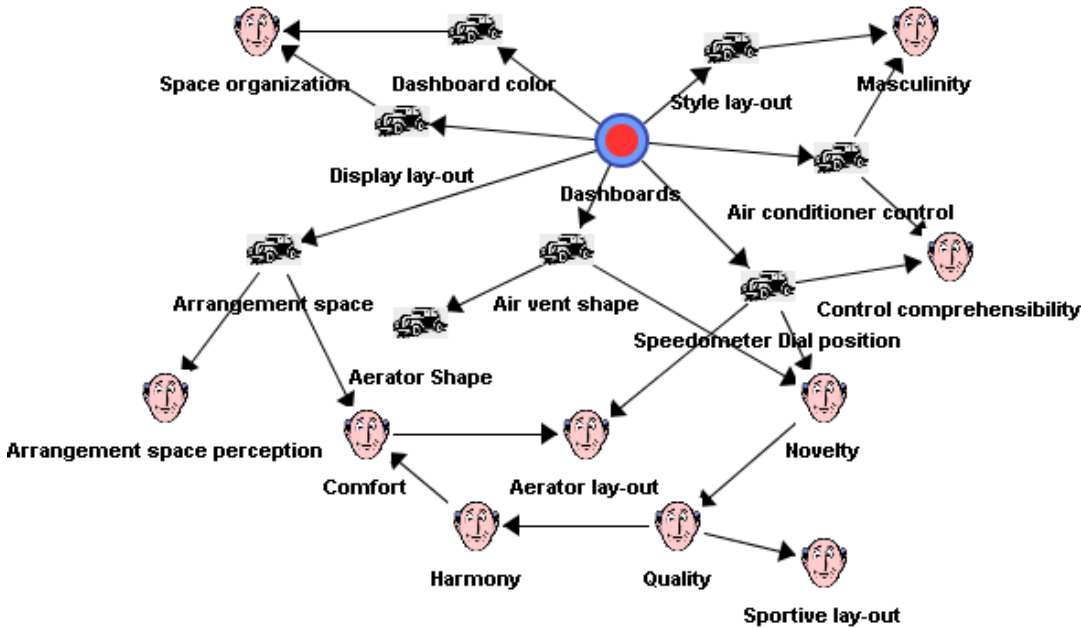 Space organization
Dashboard color
Style lay-out
Masculinity
Display lay-out
Dashboards
Air conditioner control
Arrangement space
Air vent shape
Control comprehensibility
Speedometer Dial position
Aerator Shape
Arrangement space perception
Novelty
Comfort
Aerator lay-out
Harmony
Quality
Sportive lay-out